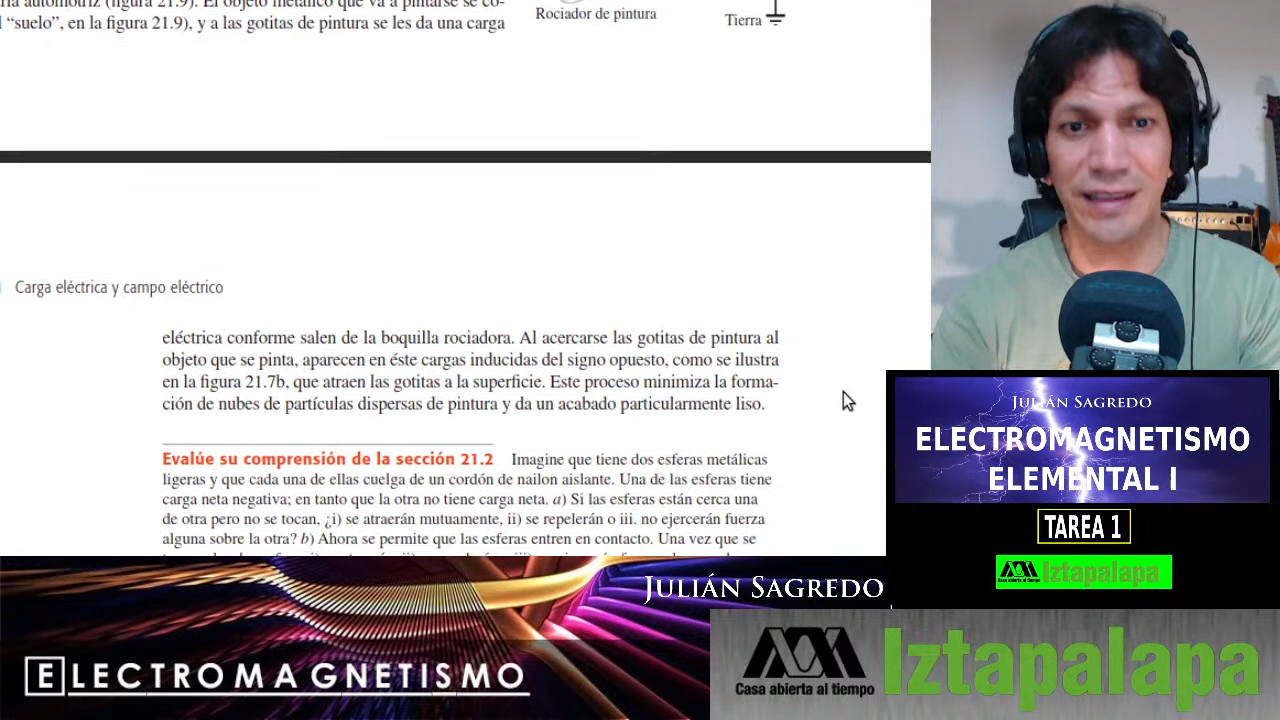 (figura 21.9). El objeto metálico que va a pintarse se co-
“suelo”, en la figura 21.9), y a las gotitas de pintura se les da una carga
Rociador de pintura
Tierra
Carga eléctrica y campo eléctrico
eléctrica conforme salen de la boquilla rociadora. Al acercarse las gotitas de pintura al
objeto que se pinta, aparecen en éste cargas inducidas del signo opuesto, como se ilustra
en la figura 21.7b, que atraen las gotitas a la superficie. Este proceso minimiza la forma-
ción de nubes de partículas dispersas de pintura y da un acabado particularmente liso.
Evalúe su comprensión de la sección 21.2 Imagine que tiene dos esferas metálicas
ligeras y que cada una de ellas cuelga de un cordón de nailon aislante. Una de las esferas tiene
carga neta negativa; en tanto que la otra no tiene carga neta. a) Si las esferas están cerca una
de otra pero no se tocan, ¿i) se atraerán mutuamente, ii) se repelerán o iii. no ejercerán fuerza
alguna sobre la otra? b) Ahora se permite que las esferas entren en contacto. Una vez que se
JULIÁN SAGREDO
ELECTROMAGNETISMO
ELEMENTAL I
TAREA 1
Casa abierta al tiempo
Iztapalapa
JULIÁN SAGREDO
ELECTROMAGNETISMO
Casa abierta al tiempo
Iztapalapa